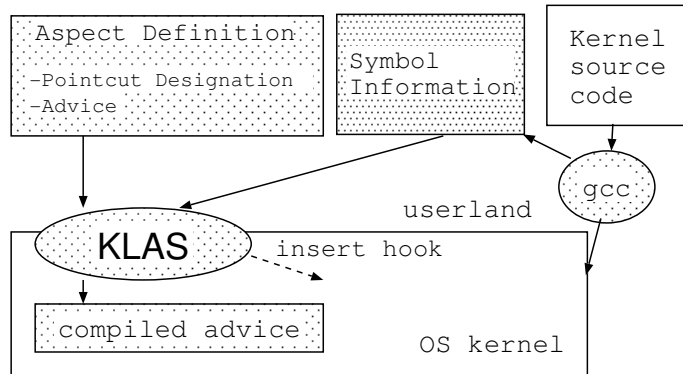 Aspect Definition
-Pointcut Designation
-Advice
Symbol
Information
Kernel
source
code
gcc
userland
KLAS
insert hook
compiled advice
OS kernel